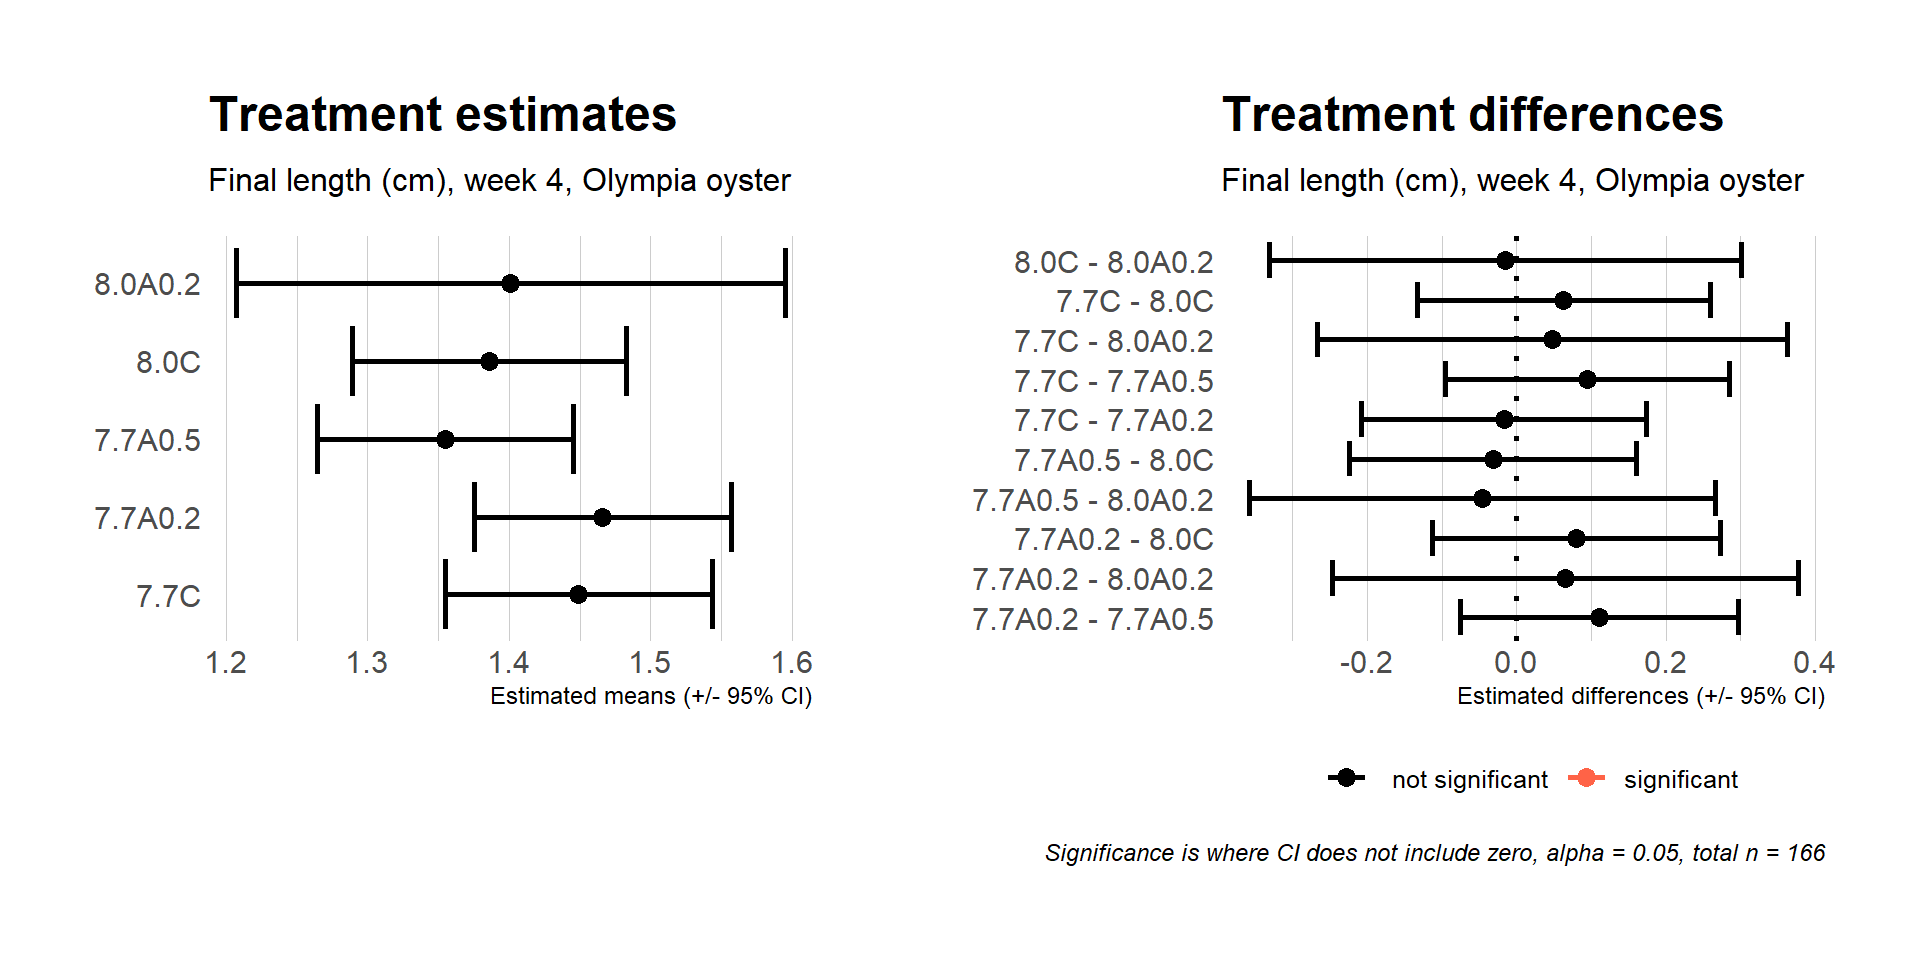 Treatment estimates
Final length (cm), week 4, Olympia oyster
8.0A0.2
8.0C
7.7A0.5
7.7A0.2
7.7C
1.2 1.3 1.4 1.5 1.6
Estimated means (+/- 95% CI)
Treatment differences
Final length (cm), week 4, Olympia oyster
8.0C - 8.0A0.2
7.7C - 8.0C
7.7C - 8.0A0.2
7.7C - 7.7A0.5
7.7C - 7.7A0.2
7.7A0.5 - 8.0C
7.7A0.5 - 8.0A0.2
7.7A0.2 - 8.0C
7.7A0.2 - 8.0A0.2
7.7A0.2 - 7.7A0.5
-0.2 0.0 0.2 0.4
Estimated differences (+/- 95% CI)
not significant significant
Significance is where CI does not include zero, alpha = 0.05, total n = 166